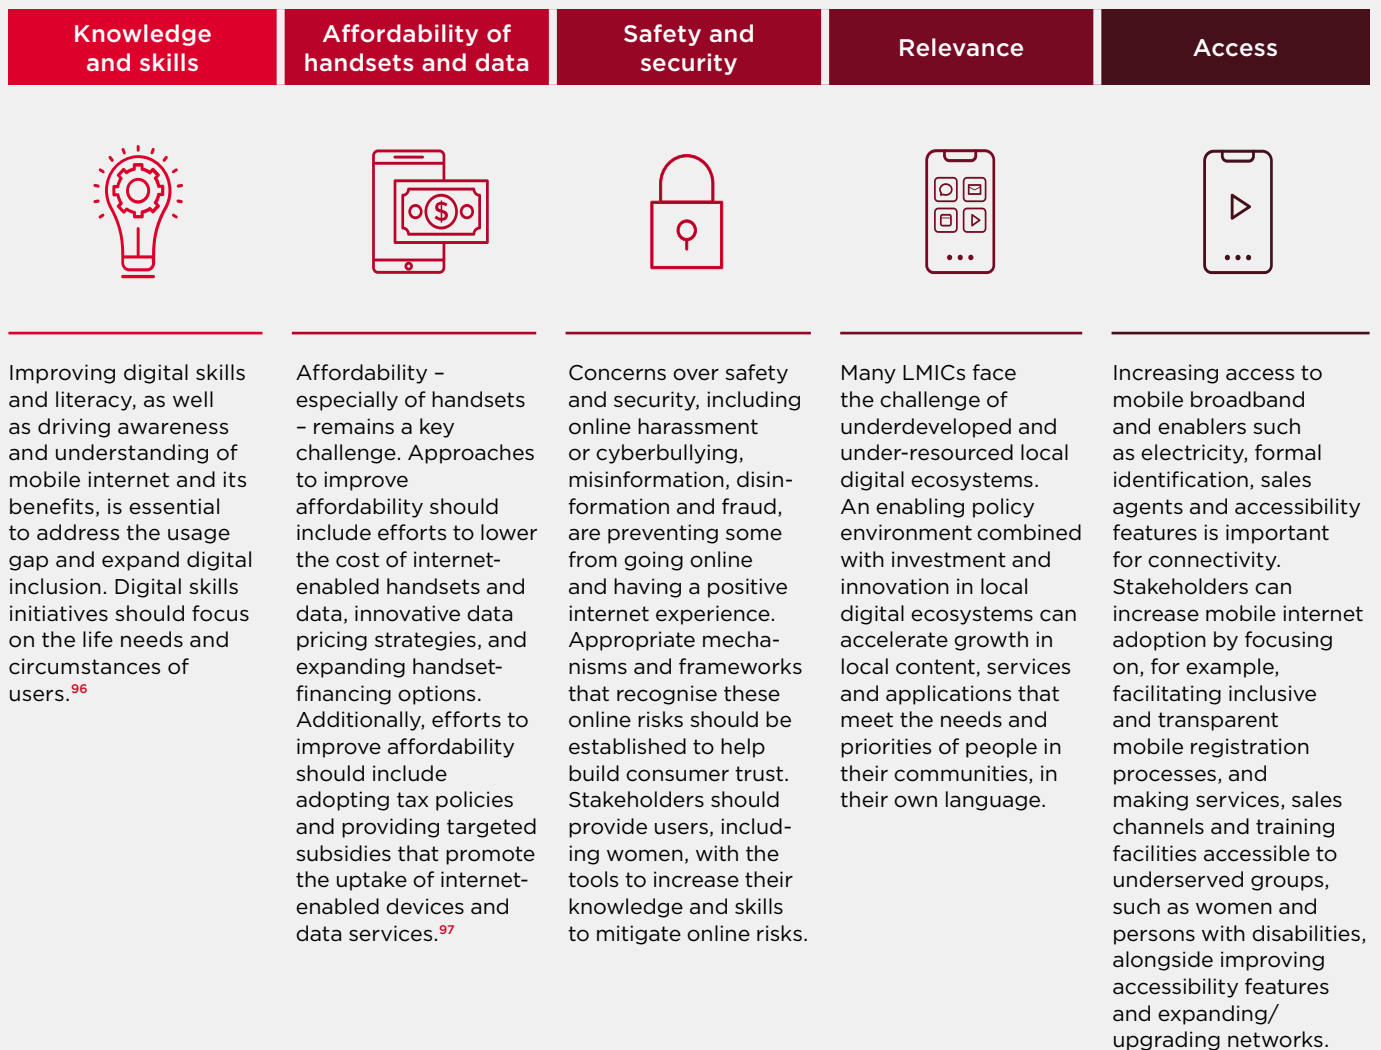 Knowledge
and skills
Affordability of
handsets and data
Safety and
security
Relevance
Access
$
Improving digital skills
and literacy, as well
as driving awareness
and understanding of
mobile internet and its
benefits, is essential
to address the usage
gap and expand digital
inclusion. Digital skills
initiatives should focus
on the life needs and
circumstances of
users.96
Affordability –
especially of handsets
– remains a key
challenge. Approaches
to improve
affordability should
include efforts to lower
the cost of internet-
enabled handsets and
data, innovative data
pricing strategies, and
expanding handset-
financing options.
Additionally, efforts to
improve affordability
should include
adopting tax policies
and providing targeted
subsidies that promote
the uptake of internet-
enabled devices and
data services.97
Concerns over safety
and security, including
online harassment
or cyberbullying,
misinformation, disin-
formation and fraud,
are preventing some
from going online
and having a positive
internet experience.
Appropriate mecha-
nisms and frameworks
that recognise these
online risks should be
established to help
build consumer trust.
Stakeholders should
provide users, includ-
ing women, with the
tools to increase their
knowledge and skills
to mitigate online risks.
Many LMICs face
the challenge of
underdeveloped and
under-resourced local
digital ecosystems.
An enabling policy
environment combined
with investment and
innovation in local
digital ecosystems can
accelerate growth in
local content, services
and applications that
meet the needs and
priorities of people in
their communities, in
their own language.
Increasing access to
mobile broadband
and enablers such
as electricity, formal
identification, sales
agents and accessibility
features is important
for connectivity.
Stakeholders can
increase mobile internet
adoption by focusing
on, for example,
facilitating inclusive
and transparent
mobile registration
processes, and
making services, sales
channels and training
facilities accessible to
underserved groups,
such as women and
persons with disabilities,
alongside improving
accessibility features
and expanding/
upgrading networks.